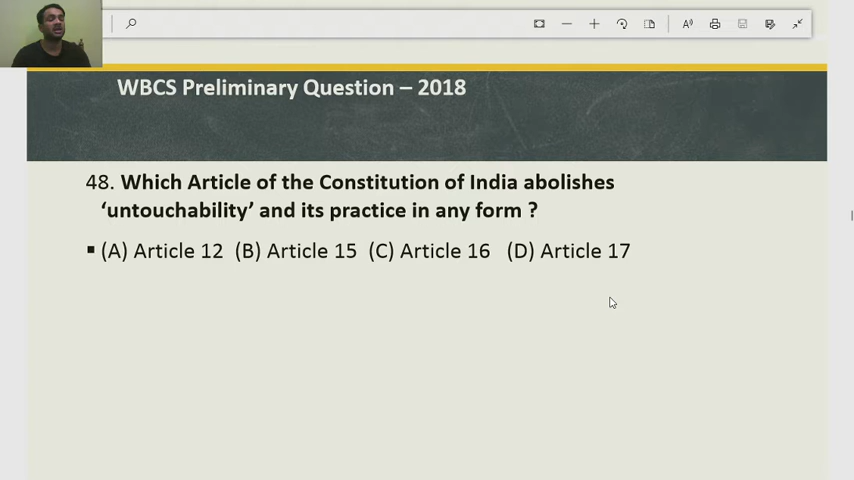 WBCS Preliminary Question – 2018
48. Which Article of the Constitution of India abolishes
‘untouchability’ and its practice in any form ?
▪ (A) Article 12 (B) Article 15 (C) Article 16 (D) Article 17